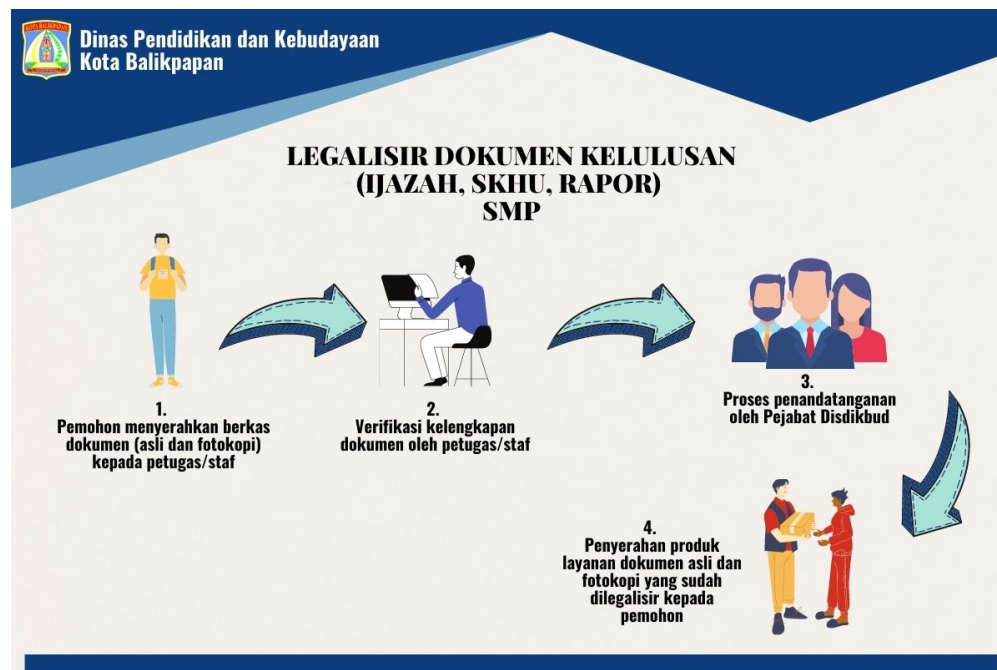 Dinas Pendidikan dan Kebudayaan
Kota Balikpapan
LEGALISIR DOKUMEN KELULUSAN
(IJAZAH, SKHU, RAPOR)
SMP
1.
Pemohon menyerahkan berkas
dokumen (asli dan fotokopi)
kepada petugas/staf
2.
Verifikasi kelengkapan
dokumen oleh petugas/staf
3.
Proses penandatanganan
oleh Pejabat Disdikbud
4.
Penyerahan produk
layanan dokumen asli dan
fotokopi yang sudah
dilegalisir kepada
pemohon